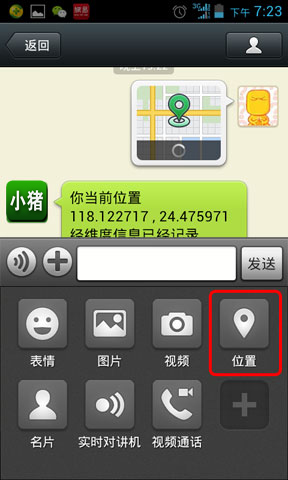 3G
下午 7:23
返回
小猪
你当前位置
118.122717 , 24.475971
经纬度信息已经记录
发送
表情
图片
视频
位置
名片
实时对讲机
视频通话